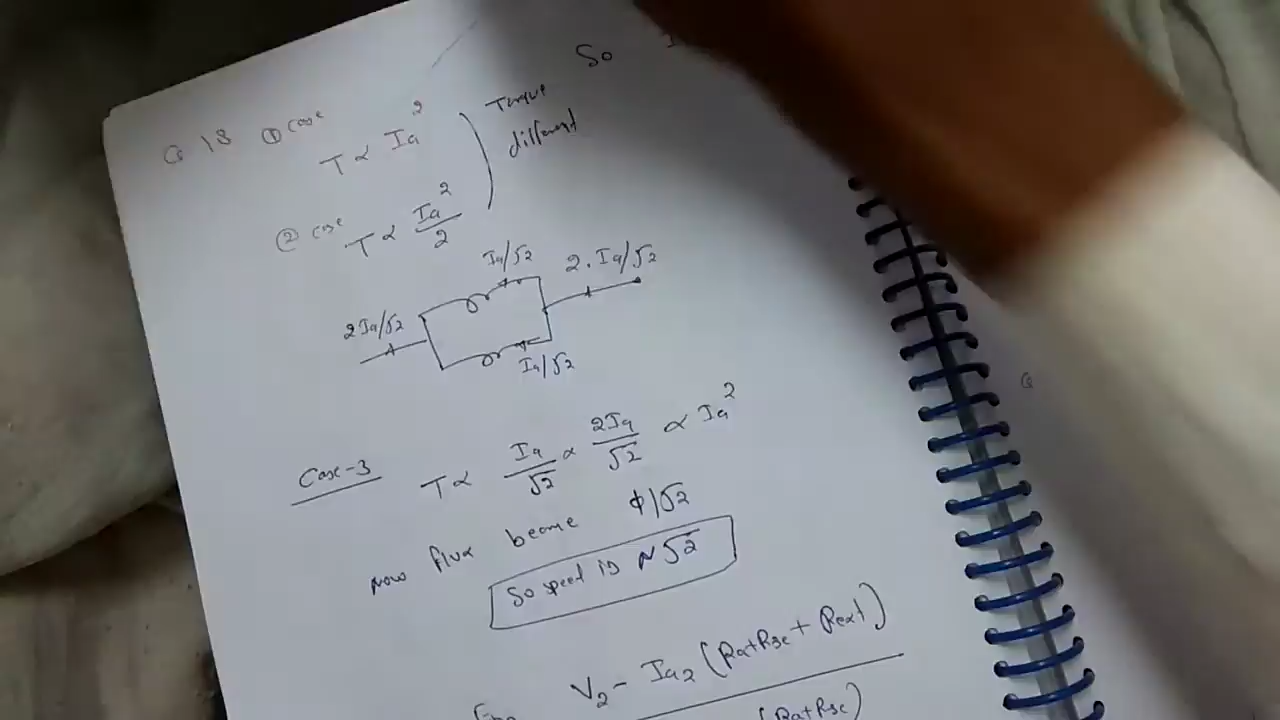 So
Q 18 ① case T ∝ Ia² Torque
different
② case T ∝ Ia²/2
Ia/√2 2.Ia/√2
2Ia/√2
Ia/√2
Case-3 T ∝ Ia/√2 ∝ 2Ia/√2 ∝ Ia²
now flux become ϕ/√2
So speed is N√2
V2 - Ia2 (Ra+Rse + Rext)
(Ra+Rse)